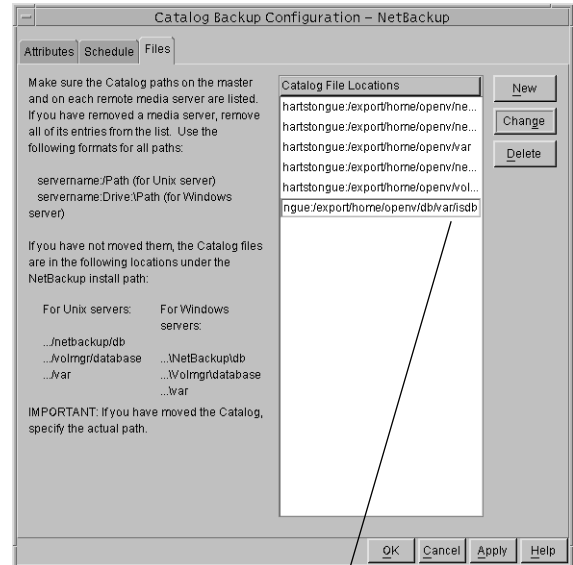 Catalog Backup Configuration – NetBackup
Attributes Schedule Files
Make sure the Catalog paths on the master
and on each remote media server are listed.
If you have removed a media server, remove
all of its entries from the list. Use the
following formats for all paths:
servername:/Path (for Unix server)
servername:Drive:\Path (for Windows
server)
If you have not moved them, the Catalog files
are in the following locations under the
NetBackup install path:
For Unix servers: For Windows
servers:
.../netbackup/db
.../volmgr/database ...\NetBackup\db
.../var ...\Volmgr\database
...\var
IMPORTANT: If you have moved the Catalog,
specify the actual path.
Catalog File Locations
hartstongue:/export/home/openv/ne...
hartstongue:/export/home/openv/ne...
hartstongue:/export/home/openv/var
hartstongue:/export/home/openv/ne...
hartstongue:/export/home/openv/vol...
ngue:/export/home/openv/db/var/isdb
New
Change
Delete
OK Cancel Apply Help